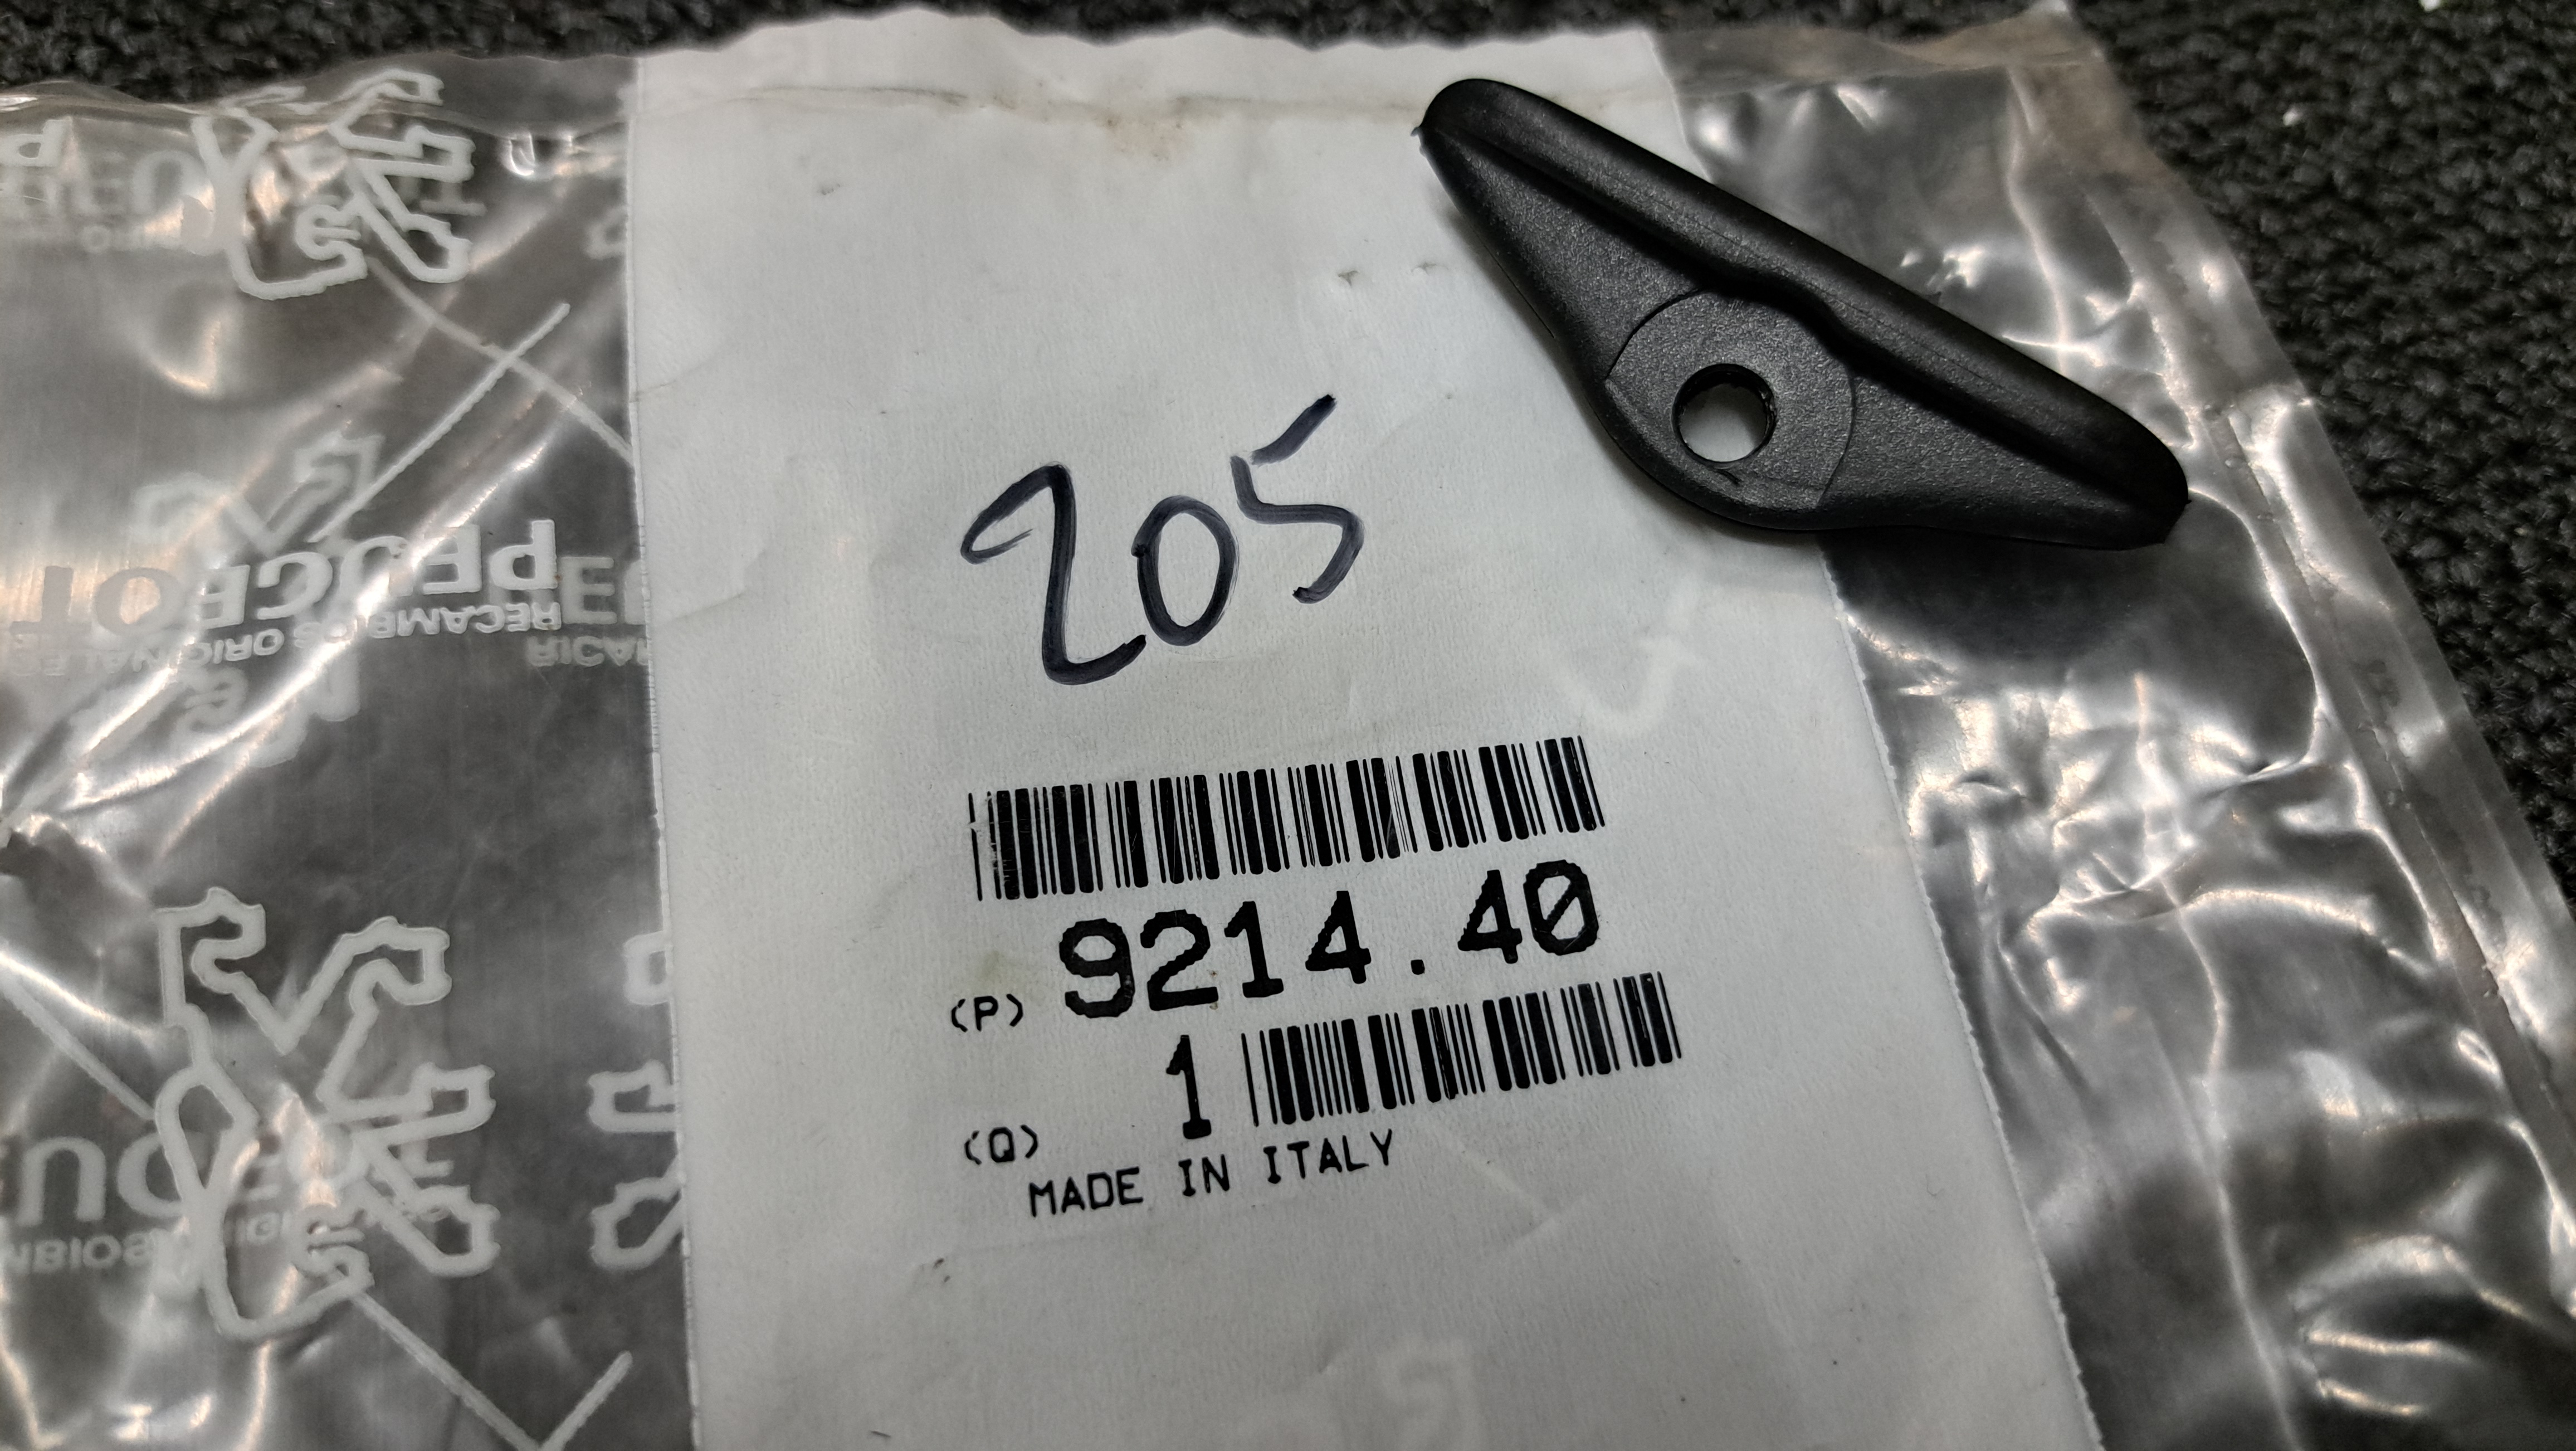 205
(P) 9214.40
(Q) 1
MADE IN ITALY
PEUGEOT
RECAMBIOS ORIGINALES